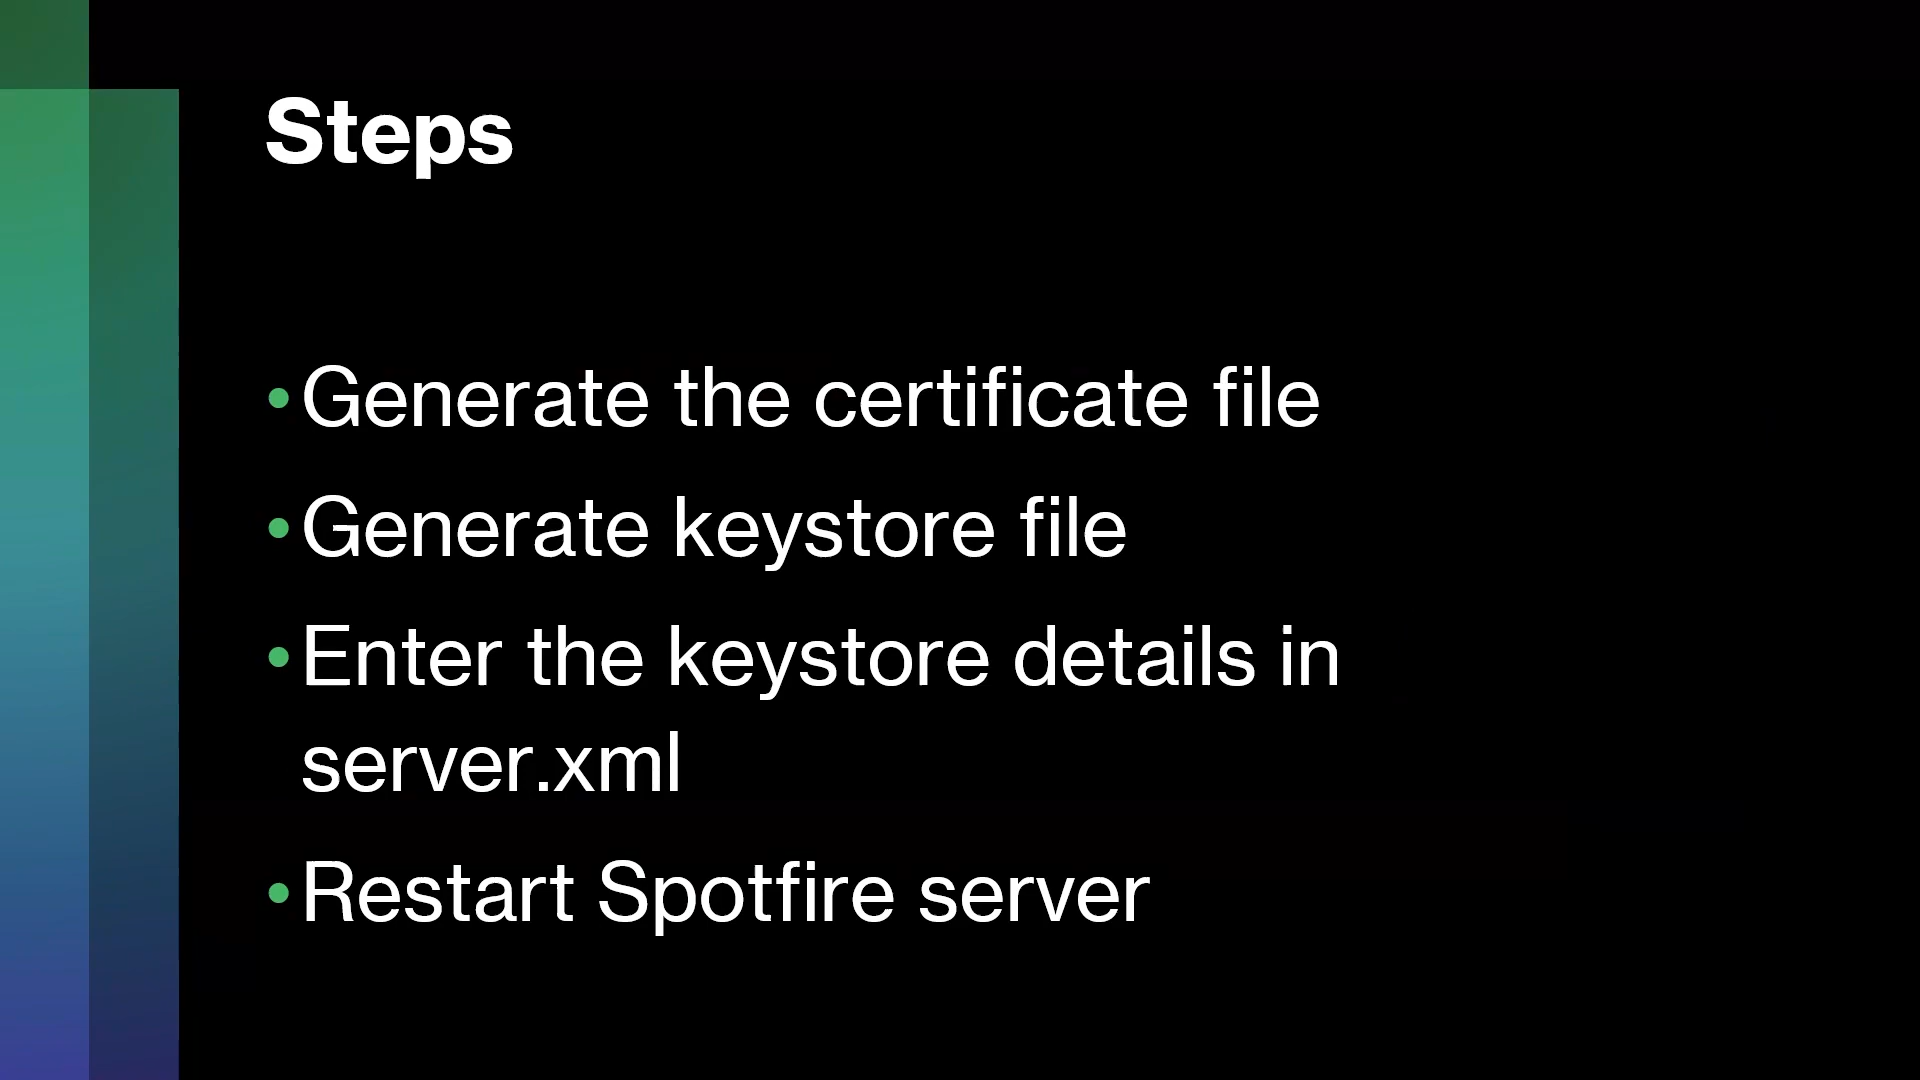 Steps
• Generate the certificate file
• Generate keystore file
• Enter the keystore details in
server.xml
• Restart Spotfire server